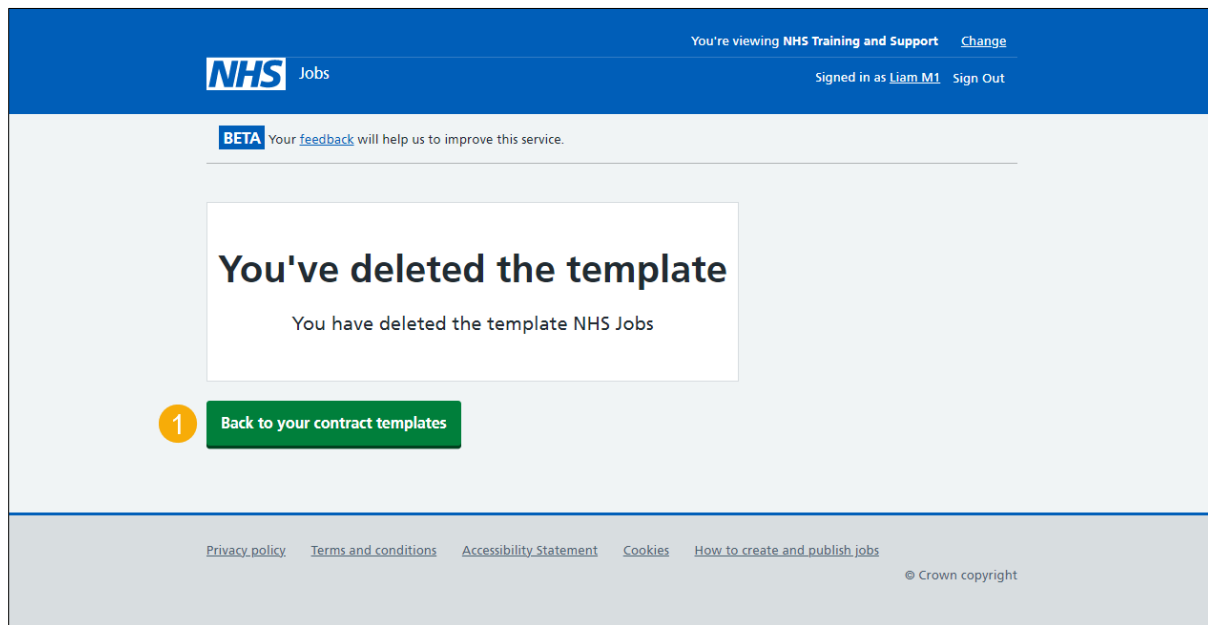 You're viewing NHS Training and Support Change
NHS Jobs
Signed in as Liam M1 Sign Out
BETA Your feedback will help us to improve this service.
You've deleted the template
You have deleted the template NHS Jobs
1 Back to your contract templates
Privacy policy Terms and conditions Accessibility Statement Cookies How to create and publish jobs
© Crown copyright